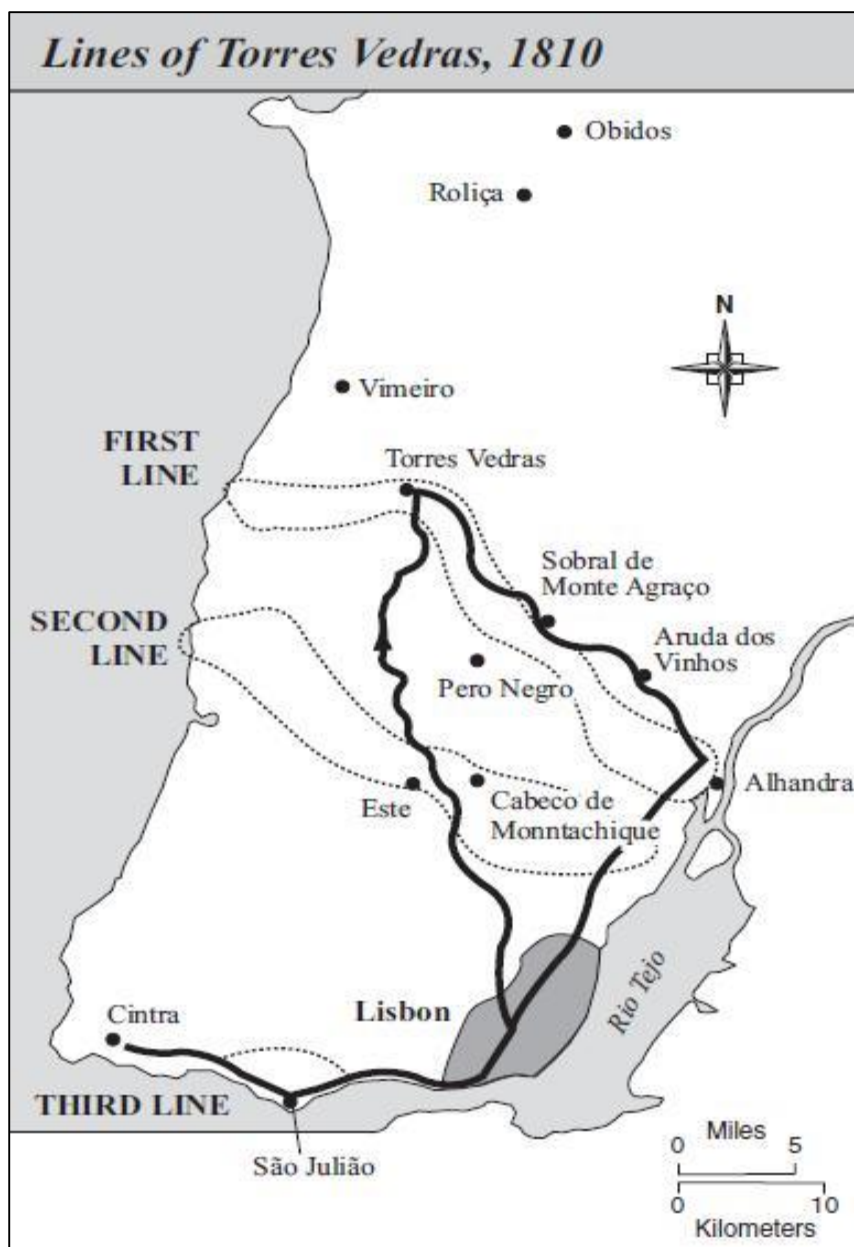 Lines of Torres Vedras, 1810
Obidos
Roliça
N
Vimeiro
FIRST
LINE
Torres Vedras
Sobral de
Monte Agraço
SECOND
LINE
Aruda dos
Vinhos
Pero Negro
Este
Cabeco de
Monntachique
Alhandra
Rio Tejo
Lisbon
Cintra
THIRD LINE
São Julião
0 Miles 5
0 10
Kilometers